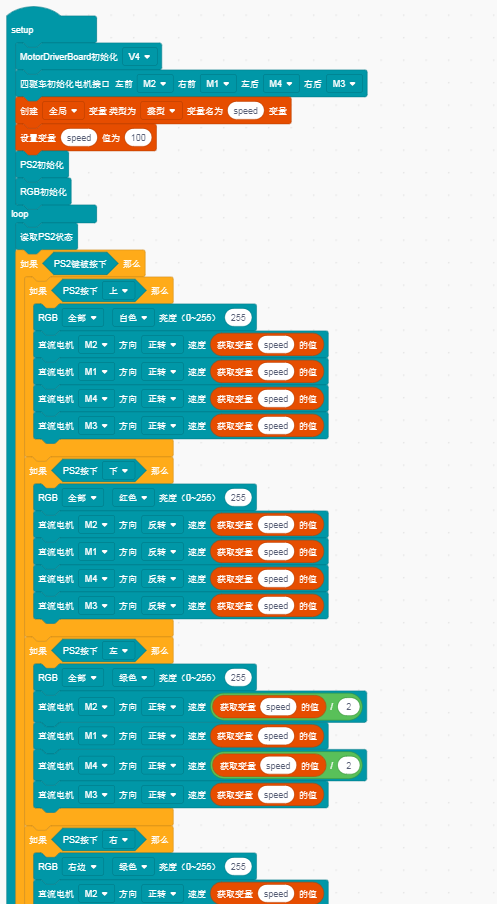 setup
MotorDriverBoard初始化 V4
四驱车初始化电机接口 左前 M2 右前 M1 左后 M4 右后 M3
创建 全局 变量 类型为 整型 变量名为 speed 变量
设置变量 speed 值为 100
PS2初始化
RGB初始化
loop
读取PS2状态
如果 PS2键被按下 那么
如果 PS2按下 上 那么
RGB 全部 白色 亮度（0~255） 255
直流电机 M2 方向 正转 速度 获取变量 speed 的值
直流电机 M1 方向 正转 速度 获取变量 speed 的值
直流电机 M4 方向 正转 速度 获取变量 speed 的值
直流电机 M3 方向 正转 速度 获取变量 speed 的值
如果 PS2按下 下 那么
RGB 全部 红色 亮度（0~255） 255
直流电机 M2 方向 反转 速度 获取变量 speed 的值
直流电机 M1 方向 反转 速度 获取变量 speed 的值
直流电机 M4 方向 反转 速度 获取变量 speed 的值
直流电机 M3 方向 反转 速度 获取变量 speed 的值
如果 PS2按下 左 那么
RGB 全部 绿色 亮度（0~255） 255
直流电机 M2 方向 正转 速度 获取变量 speed 的值 / 2
直流电机 M1 方向 正转 速度 获取变量 speed 的值
直流电机 M4 方向 正转 速度 获取变量 speed 的值 / 2
直流电机 M3 方向 正转 速度 获取变量 speed 的值
如果 PS2按下 右 那么
RGB 右边 绿色 亮度（0~255） 255
直流电机 M2 方向 正转 速度 获取变量 speed 的值